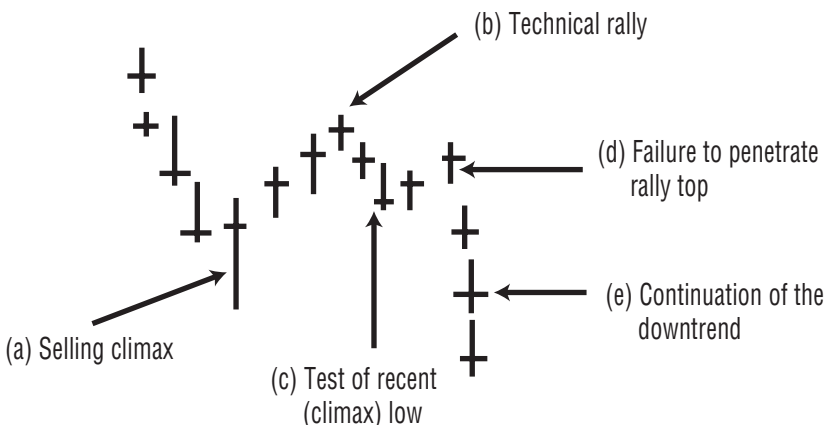 (b) Technical rally
(d) Failure to penetrate
rally top
(e) Continuation of the
downtrend
(a) Selling climax
(c) Test of recent
(climax) low